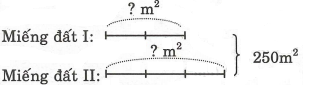 ? m²
Miếng đất I:
? m²
250m²
Miếng đất II: